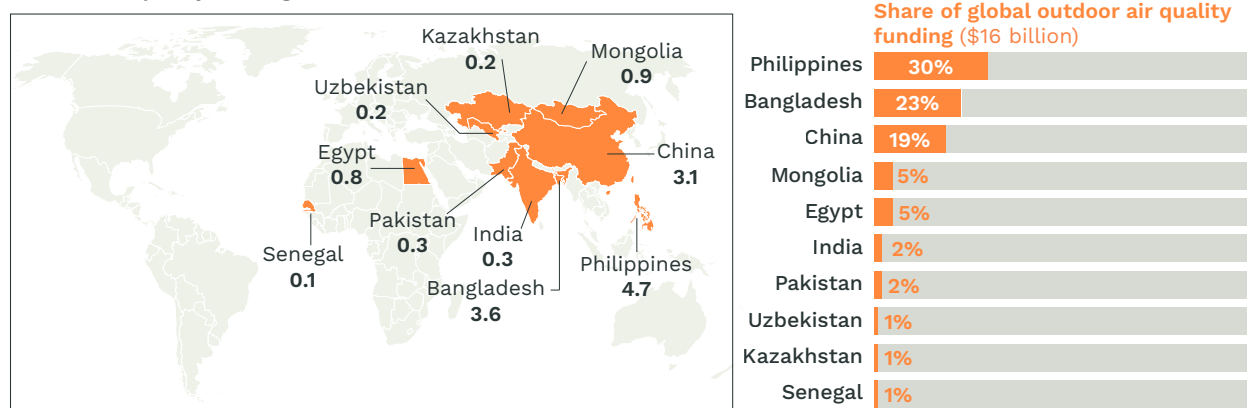 Kazakhstan
0.2
Mongolia
0.9
Uzbekistan
0.2
Egypt
0.8
China
3.1
Pakistan
0.3
India
0.3
Senegal
0.1
Philippines
4.7
Bangladesh
3.6
Share of global outdoor air quality
funding ($16 billion)
Philippines 30%
Bangladesh 23%
China 19%
Mongolia 5%
Egypt 5%
India 2%
Pakistan 2%
Uzbekistan 1%
Kazakhstan 1%
Senegal 1%